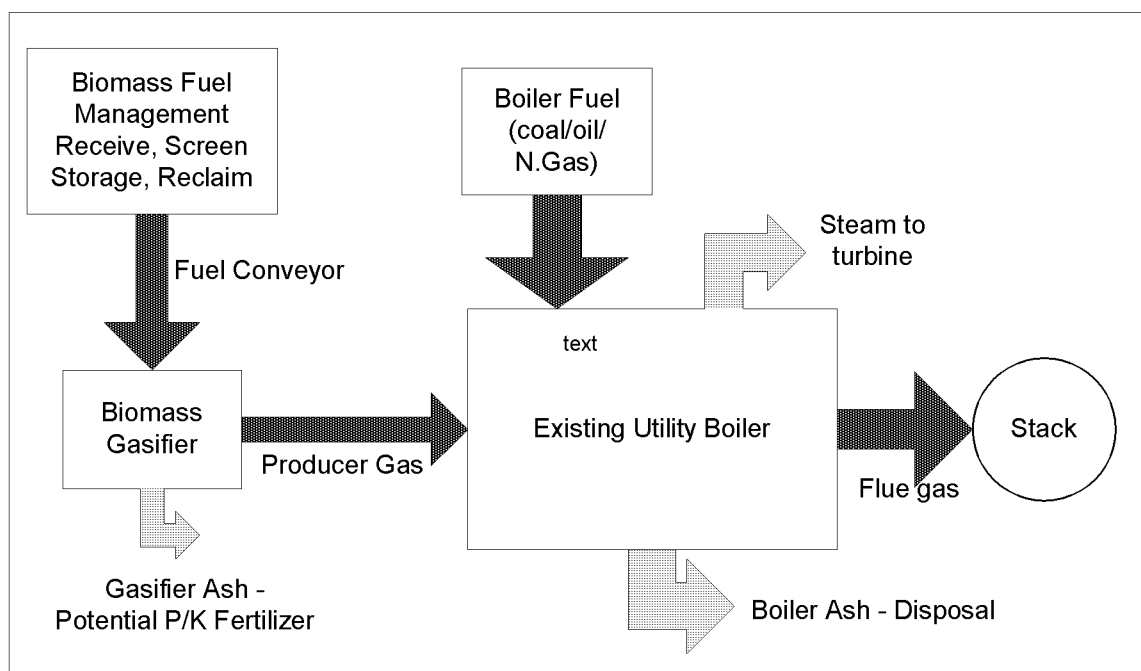 Biomass Fuel
Management
Receive, Screen
Storage, Reclaim
Boiler Fuel
(coal/oil/
N.Gas)
Steam to
turbine
Fuel Conveyor
text
Biomass
Gasifier
Existing Utility Boiler
Stack
Producer Gas
Flue gas
Gasifier Ash -
Potential P/K Fertilizer
Boiler Ash - Disposal